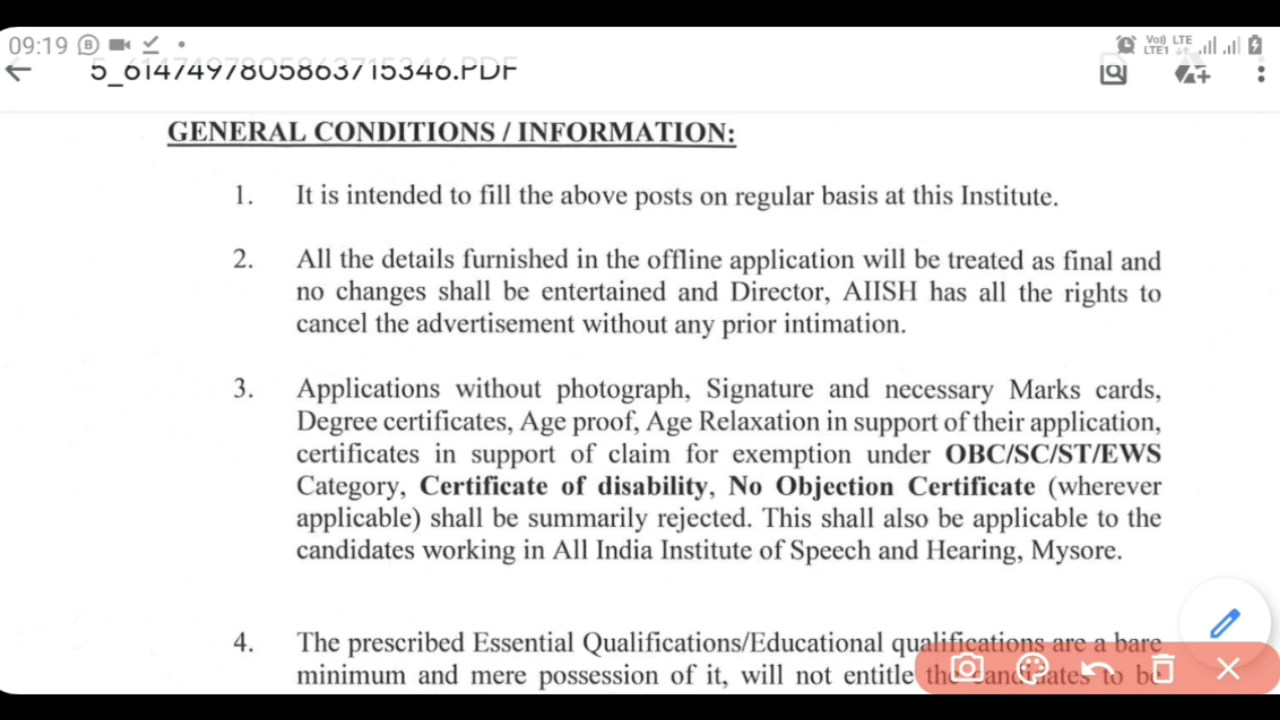 09:19
Vo)) LTE
LTE1
5_6147497805863715346.PDF
GENERAL CONDITIONS / INFORMATION:
1. It is intended to fill the above posts on regular basis at this Institute.
2. All the details furnished in the offline application will be treated as final and
no changes shall be entertained and Director, AIISH has all the rights to
cancel the advertisement without any prior intimation.
3. Applications without photograph, Signature and necessary Marks cards,
Degree certificates, Age proof, Age Relaxation in support of their application,
certificates in support of claim for exemption under OBC/SC/ST/EWS
Category, Certificate of disability, No Objection Certificate (wherever
applicable) shall be summarily rejected. This shall also be applicable to the
candidates working in All India Institute of Speech and Hearing, Mysore.
4. The prescribed Essential Qualifications/Educational qualifications are a bare
minimum and mere possession of it, will not entitle the candidates to be